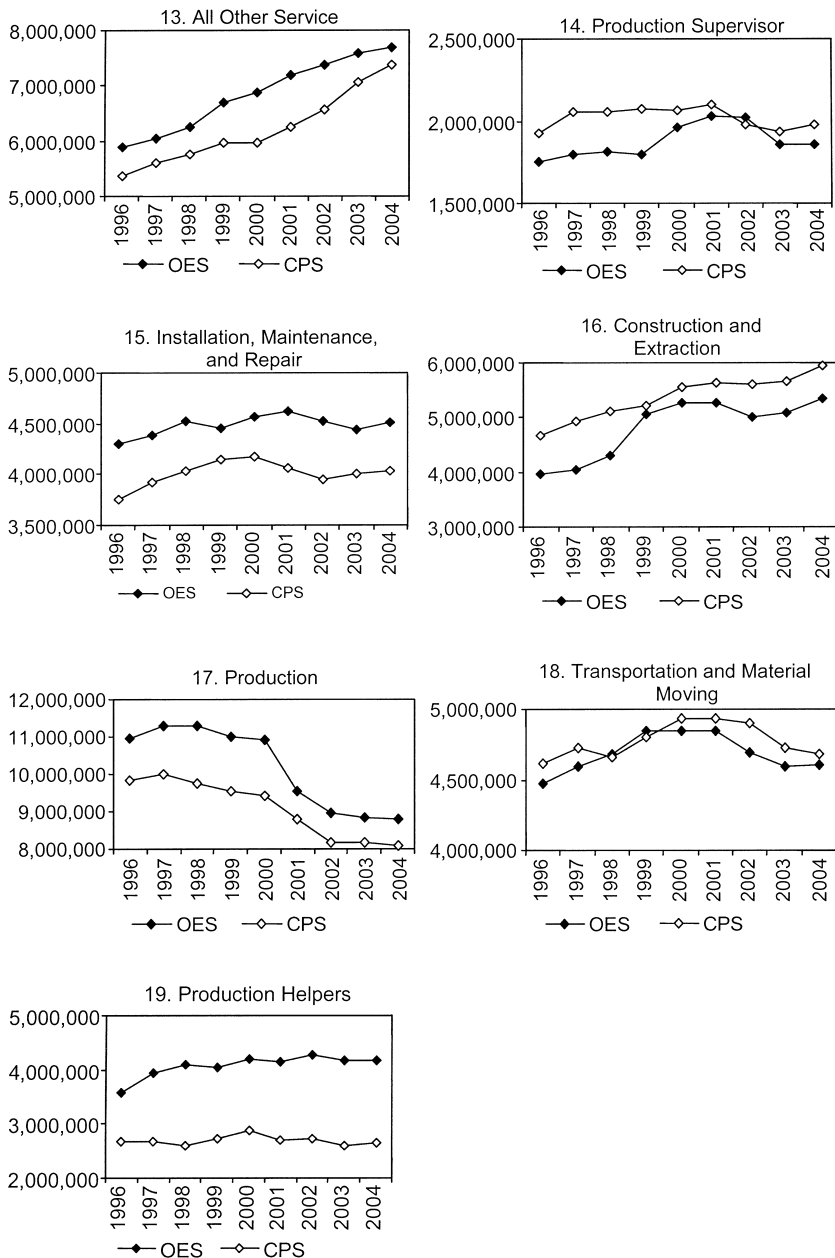 13. All Other Service
8,000,000
7,000,000
6,000,000
5,000,000
1996 1997 1998 1999 2000 2001 2002 2003 2004
OES CPS
14. Production Supervisor
2,500,000
2,000,000
1,500,000
1996 1997 1998 1999 2000 2001 2002 2003 2004
OES CPS
15. Installation, Maintenance,
and Repair
5,000,000
4,500,000
4,000,000
3,500,000
1996 1997 1998 1999 2000 2001 2002 2003 2004
OES CPS
16. Construction and
Extraction
6,000,000
5,000,000
4,000,000
3,000,000
1996 1997 1998 1999 2000 2001 2002 2003 2004
OES CPS
17. Production
12,000,000
11,000,000
10,000,000
9,000,000
8,000,000
1996 1997 1998 1999 2000 2001 2002 2003 2004
OES CPS
18. Transportation and Material
Moving
5,000,000
4,500,000
4,000,000
1996 1997 1998 1999 2000 2001 2002 2003 2004
OES CPS
19. Production Helpers
5,000,000
4,000,000
3,000,000
2,000,000
1996 1997 1998 1999 2000 2001 2002 2003 2004
OES CPS